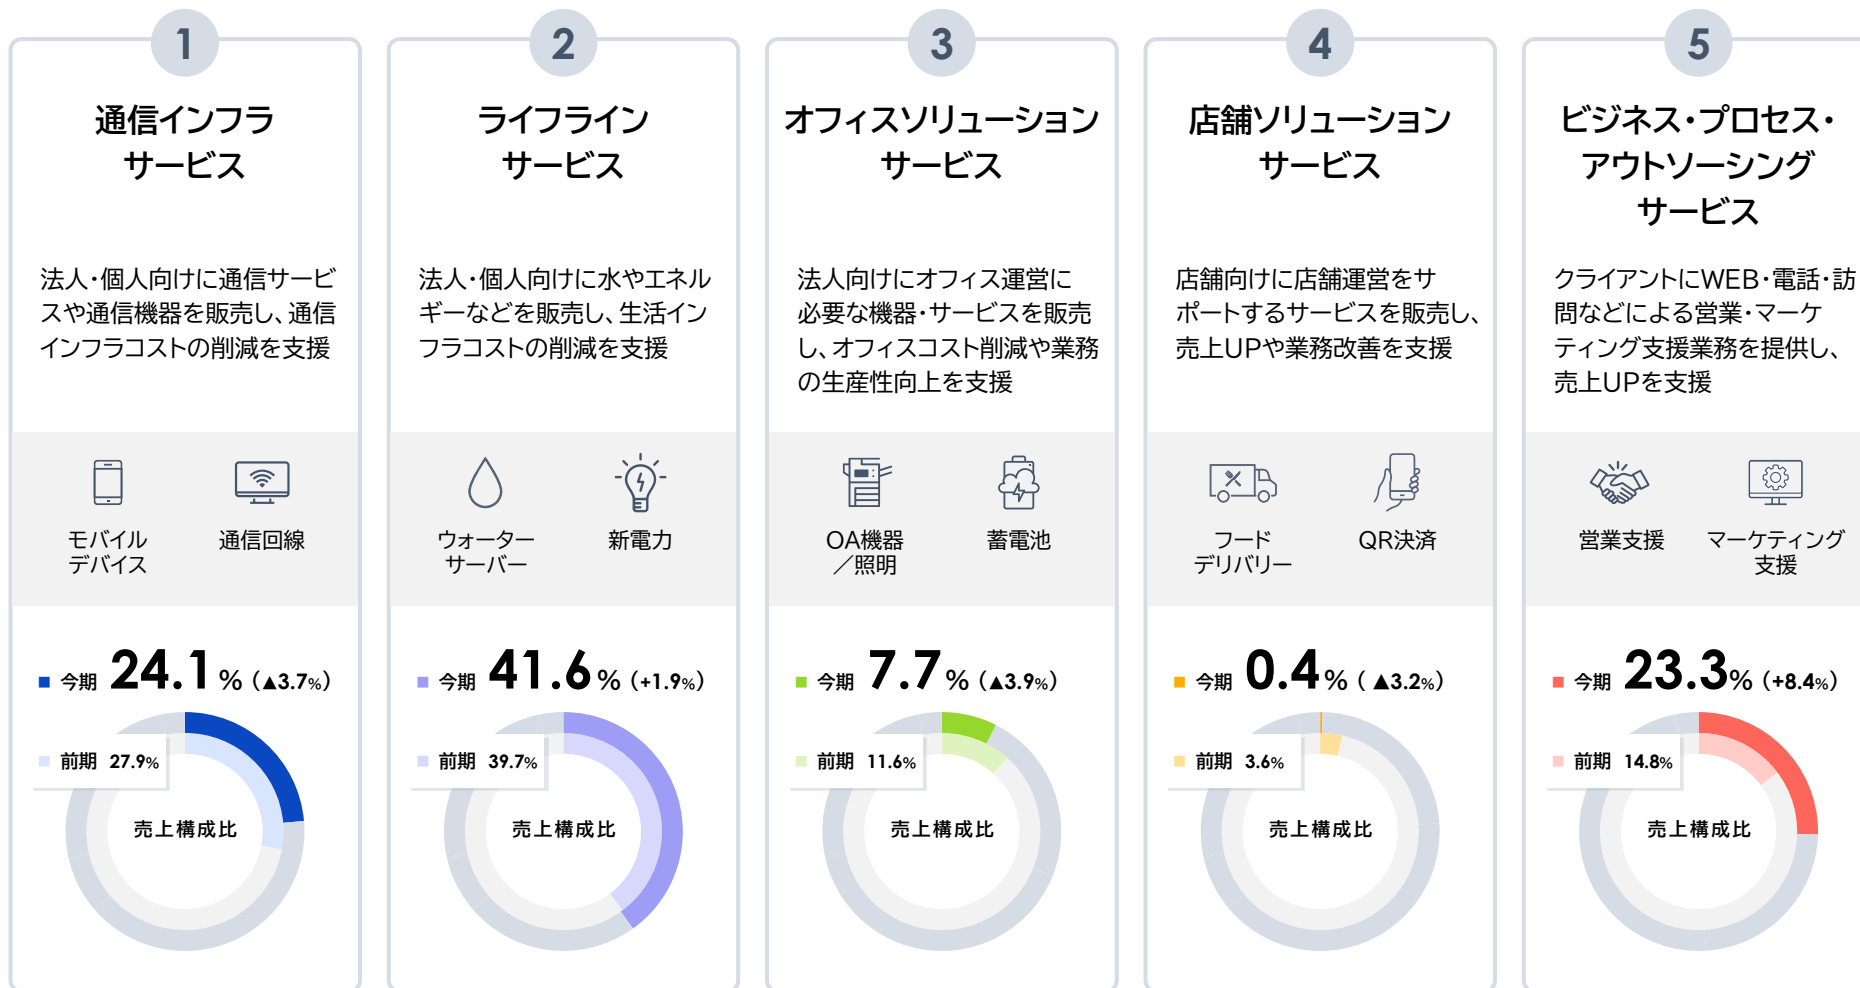 1
通信インフラ
サービス
法人・個人向けに通信サービ
スや通信機器を販売し、通信
インフラコストの削減を支援
モバイル
デバイス
通信回線
今期 24.1% (▲3.7%)
前期 27.9%
売上構成比
2
ライフライン
サービス
法人・個人向けに水やエネル
ギーなどを販売し、生活イン
フラコストの削減を支援
ウォーター
サーバー
新電力
今期 41.6% (+1.9%)
前期 39.7%
売上構成比
3
オフィスソリューション
サービス
法人向けにオフィス運営に
必要な機器・サービスを販売
し、オフィスコスト削減や業務
の生産性向上を支援
OA機器
／照明
蓄電池
今期 7.7% (▲3.9%)
前期 11.6%
売上構成比
4
店舗ソリューション
サービス
店舗向けに店舗運営をサ
ポートするサービスを販売し、
売上UPや業務改善を支援
フード
デリバリー
QR決済
今期 0.4% ( ▲3.2%)
前期 3.6%
売上構成比
5
ビジネス・プロセス・
アウトソーシング
サービス
クライアントにWEB・電話・訪
問などによる営業・マーケ
ティング支援業務を提供し、
売上UPを支援
営業支援
マーケティング
支援
今期 23.3% (+8.4%)
前期 14.8%
売上構成比